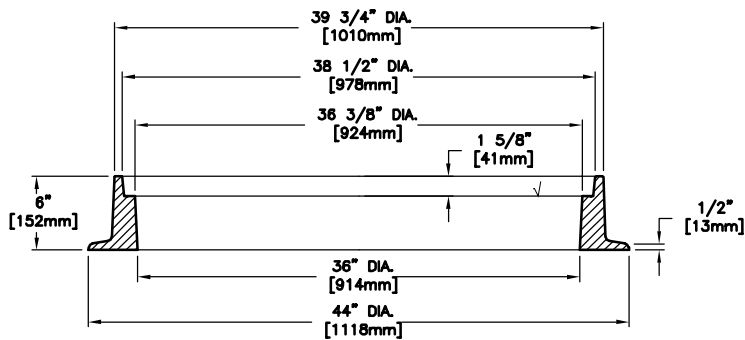 39 3/4" DIA.
[1010mm]
38 1/2" DIA.
[978mm]
36 3/8" DIA.
[924mm]
1 5/8"
[41mm]
6"
[152mm]
1/2"
[13mm]
36" DIA.
[914mm]
44" DIA.
[1118mm]